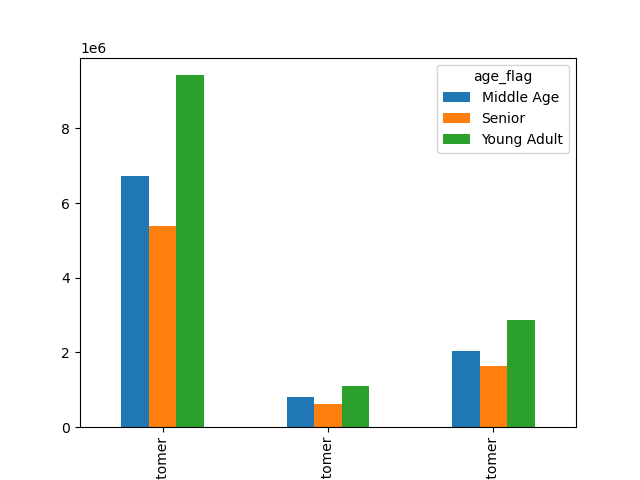 1e6
age_flag
Middle Age
Senior
Young Adult
8
6
4
2
0
tomer
tomer
tomer